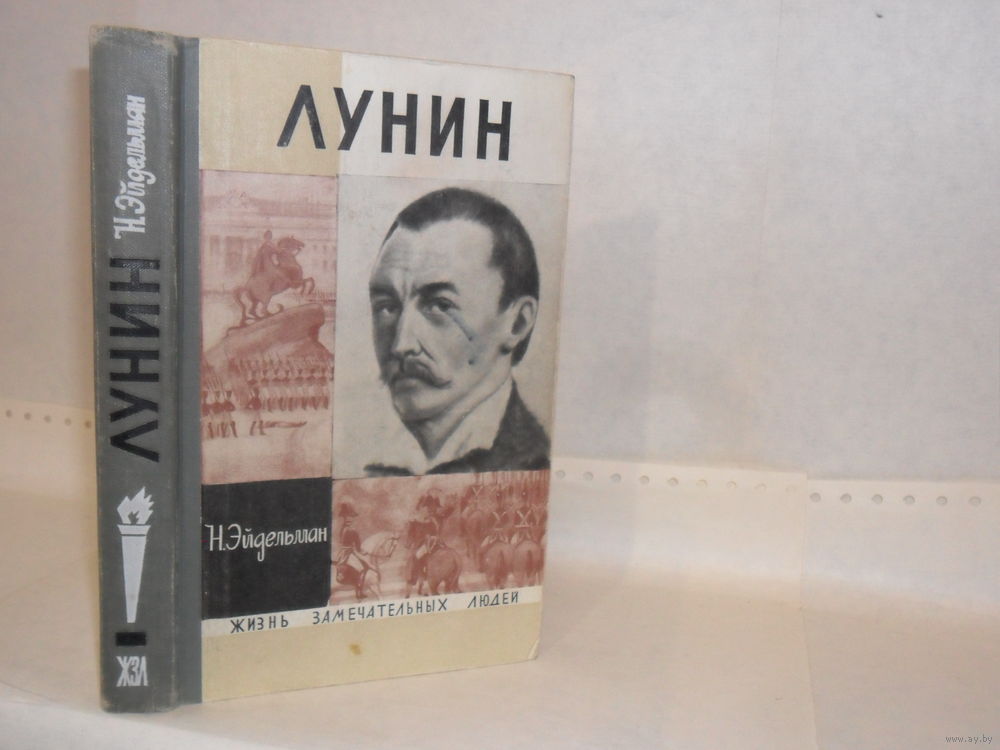 Н. Эйдельман
ЛУНИН
ЖЗЛ
ЛУНИН
Н. Эйдельман
ЖИЗНЬ ЗАМЕЧАТЕЛЬНЫХ ЛЮДЕЙ
www.ay.by